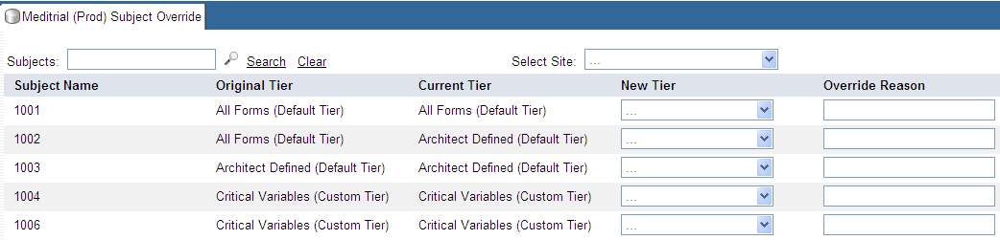 Meditrial (Prod) Subject Override
Subjects: Search Clear Select Site: ...
Subject Name Original Tier Current Tier New Tier Override Reason
1001 All Forms (Default Tier) All Forms (Default Tier) ...
1002 All Forms (Default Tier) Architect Defined (Default Tier) ...
1003 Architect Defined (Default Tier) Architect Defined (Default Tier) ...
1004 Critical Variables (Custom Tier) Critical Variables (Custom Tier) ...
1006 Critical Variables (Custom Tier) Critical Variables (Custom Tier) ...